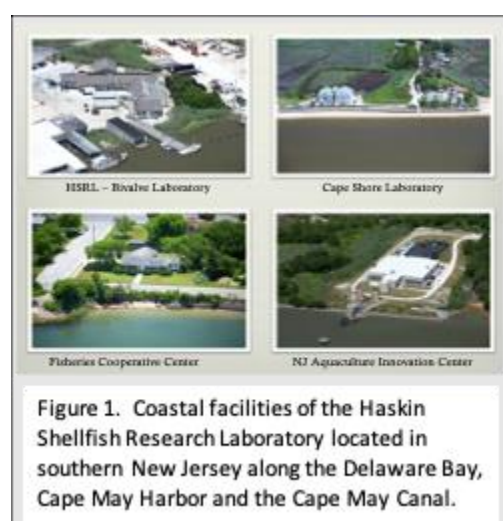 HSRL – Bivalve Laboratory
Cape Shore Laboratory
Fisheries Cooperative Center
NJ Aquaculture Innovation Center
Figure 1. Coastal facilities of the Haskin
Shellfish Research Laboratory located in
southern New Jersey along the Delaware Bay,
Cape May Harbor and the Cape May Canal.